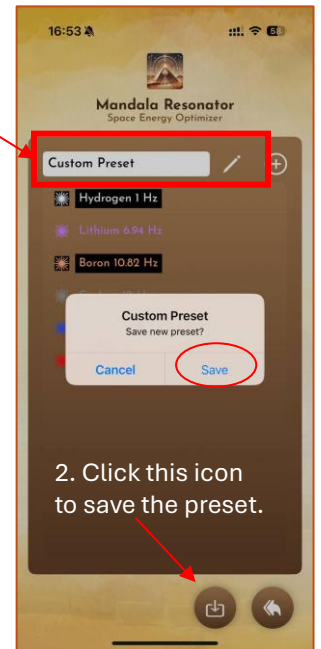 16:53
Mandala Resonator
Space Energy Optimizer
Custom Preset
Hydrogen 1 Hz
Lithium 6.94 Hz
Boron 10.82 Hz
Custom Preset
Save new preset?
Cancel
Save
2. Click this icon
to save the preset.